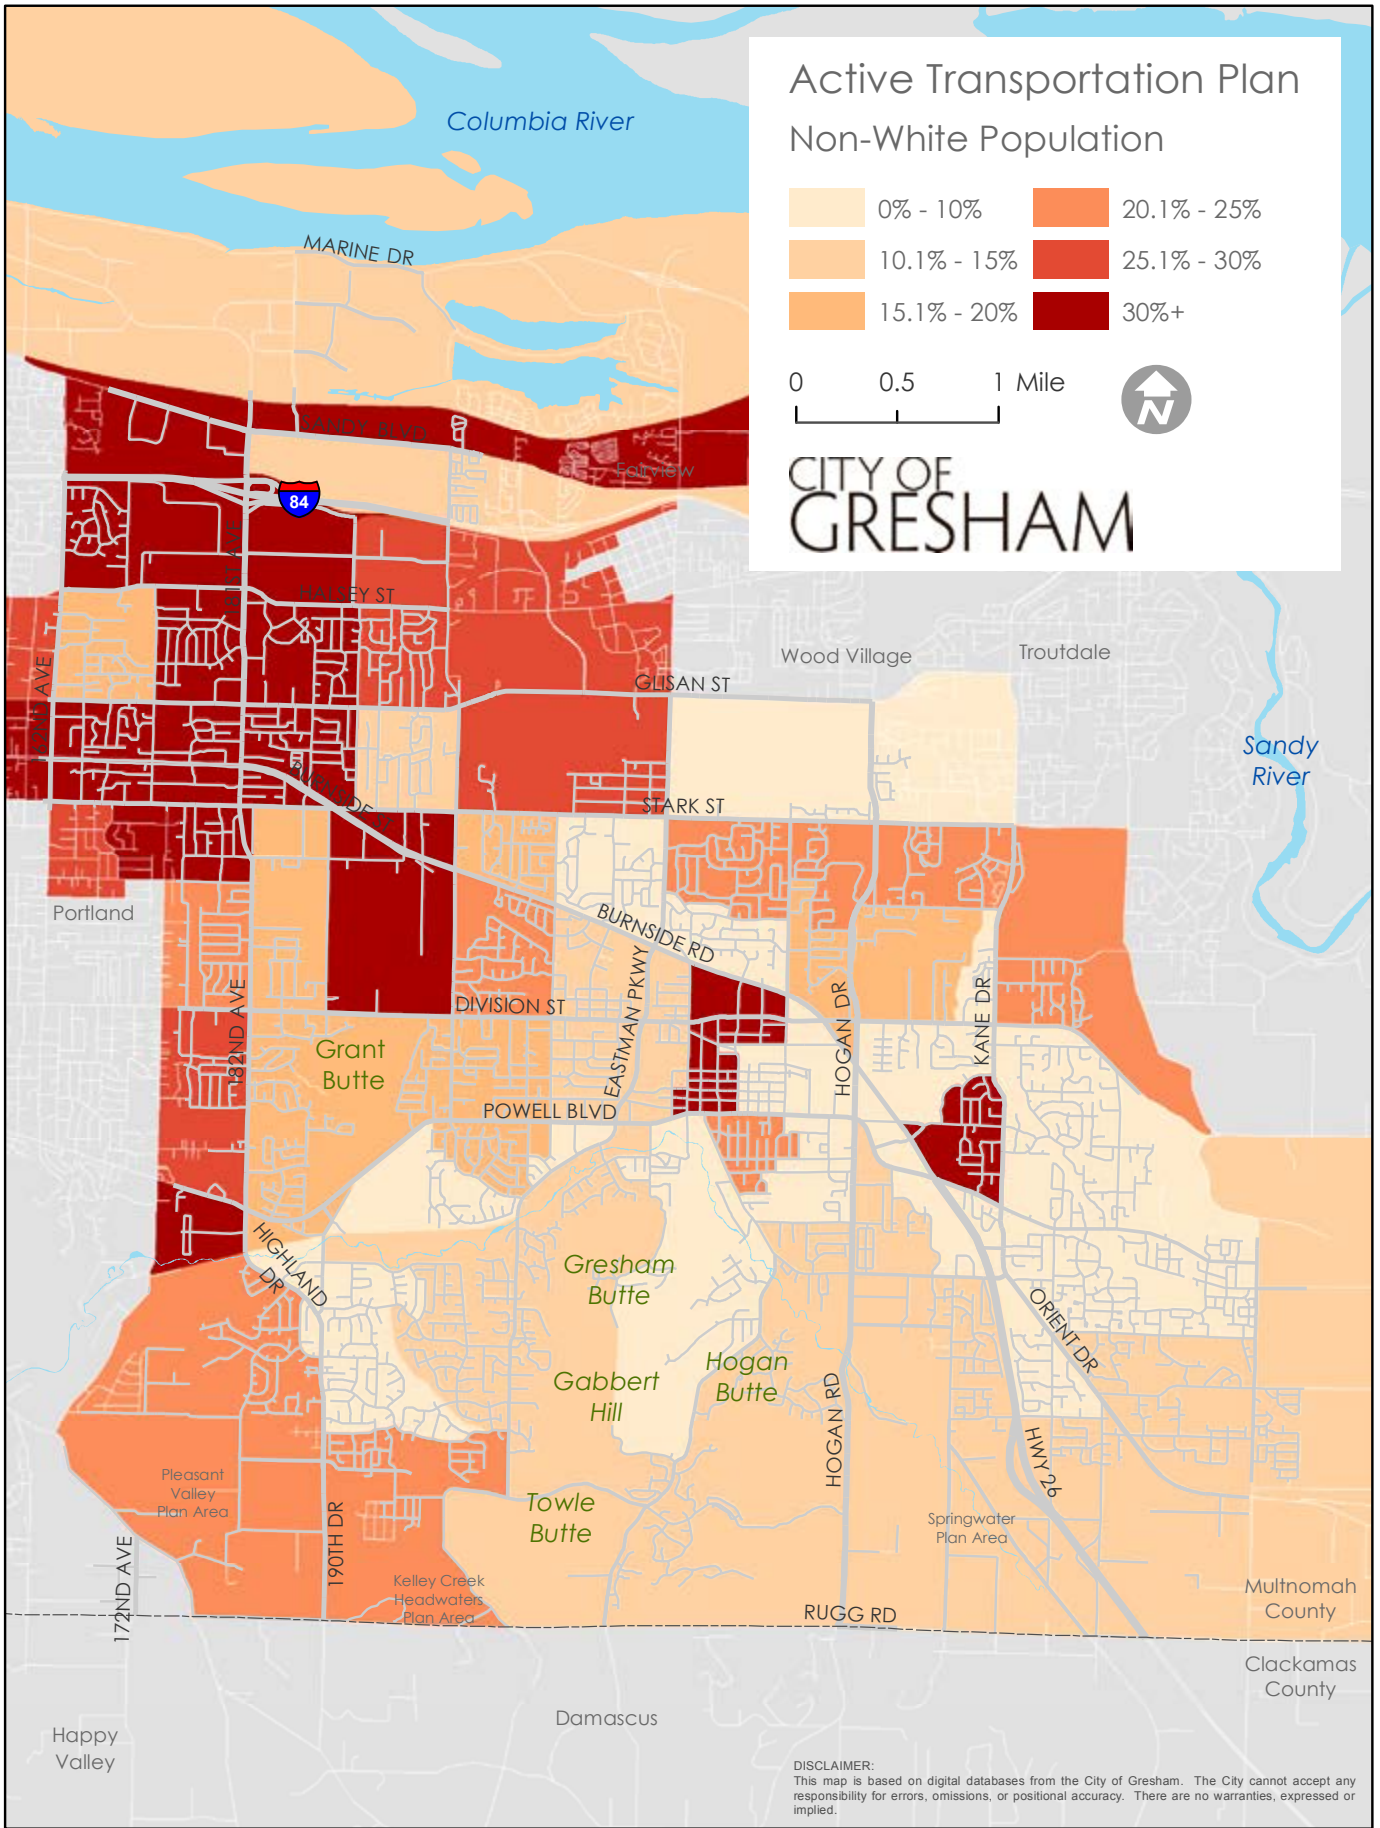 Active Transportation Plan
Non-White Population
0% - 10%
20.1% - 25%
10.1% - 15%
25.1% - 30%
15.1% - 20%
30%+
0 0.5 1 Mile
N
CITY OF
GRESHAM
Columbia River
MARINE DR
SANDY BLVD
Fairview
84
181ST AVE
HALSEY ST
162ND AVE
Wood Village
Troutdale
GLISAN ST
Sandy
River
BURNSIDE ST
STARK ST
Portland
BURNSIDE RD
EASTMAN PKWY
182ND AVE
DIVISION ST
HOGAN DR
KANE DR
Grant
Butte
POWELL BLVD
HIGHLAND
DR
Gresham
Butte
Gabbert
Hill
Hogan
Butte
ORIENT DR
HOGAN RD
HWY 26
Pleasant
Valley
Plan Area
Towle
Butte
Springwater
Plan Area
190TH DR
172ND AVE
Kelley Creek
Headwaters
Plan Area
RUGG RD
Multnomah
County
Clackamas
County
Damascus
Happy
Valley
DISCLAIMER:
This map is based on digital databases from the City of Gresham. The City cannot accept any
responsibility for errors, omissions, or positional accuracy. There are no warranties, expressed or
implied.